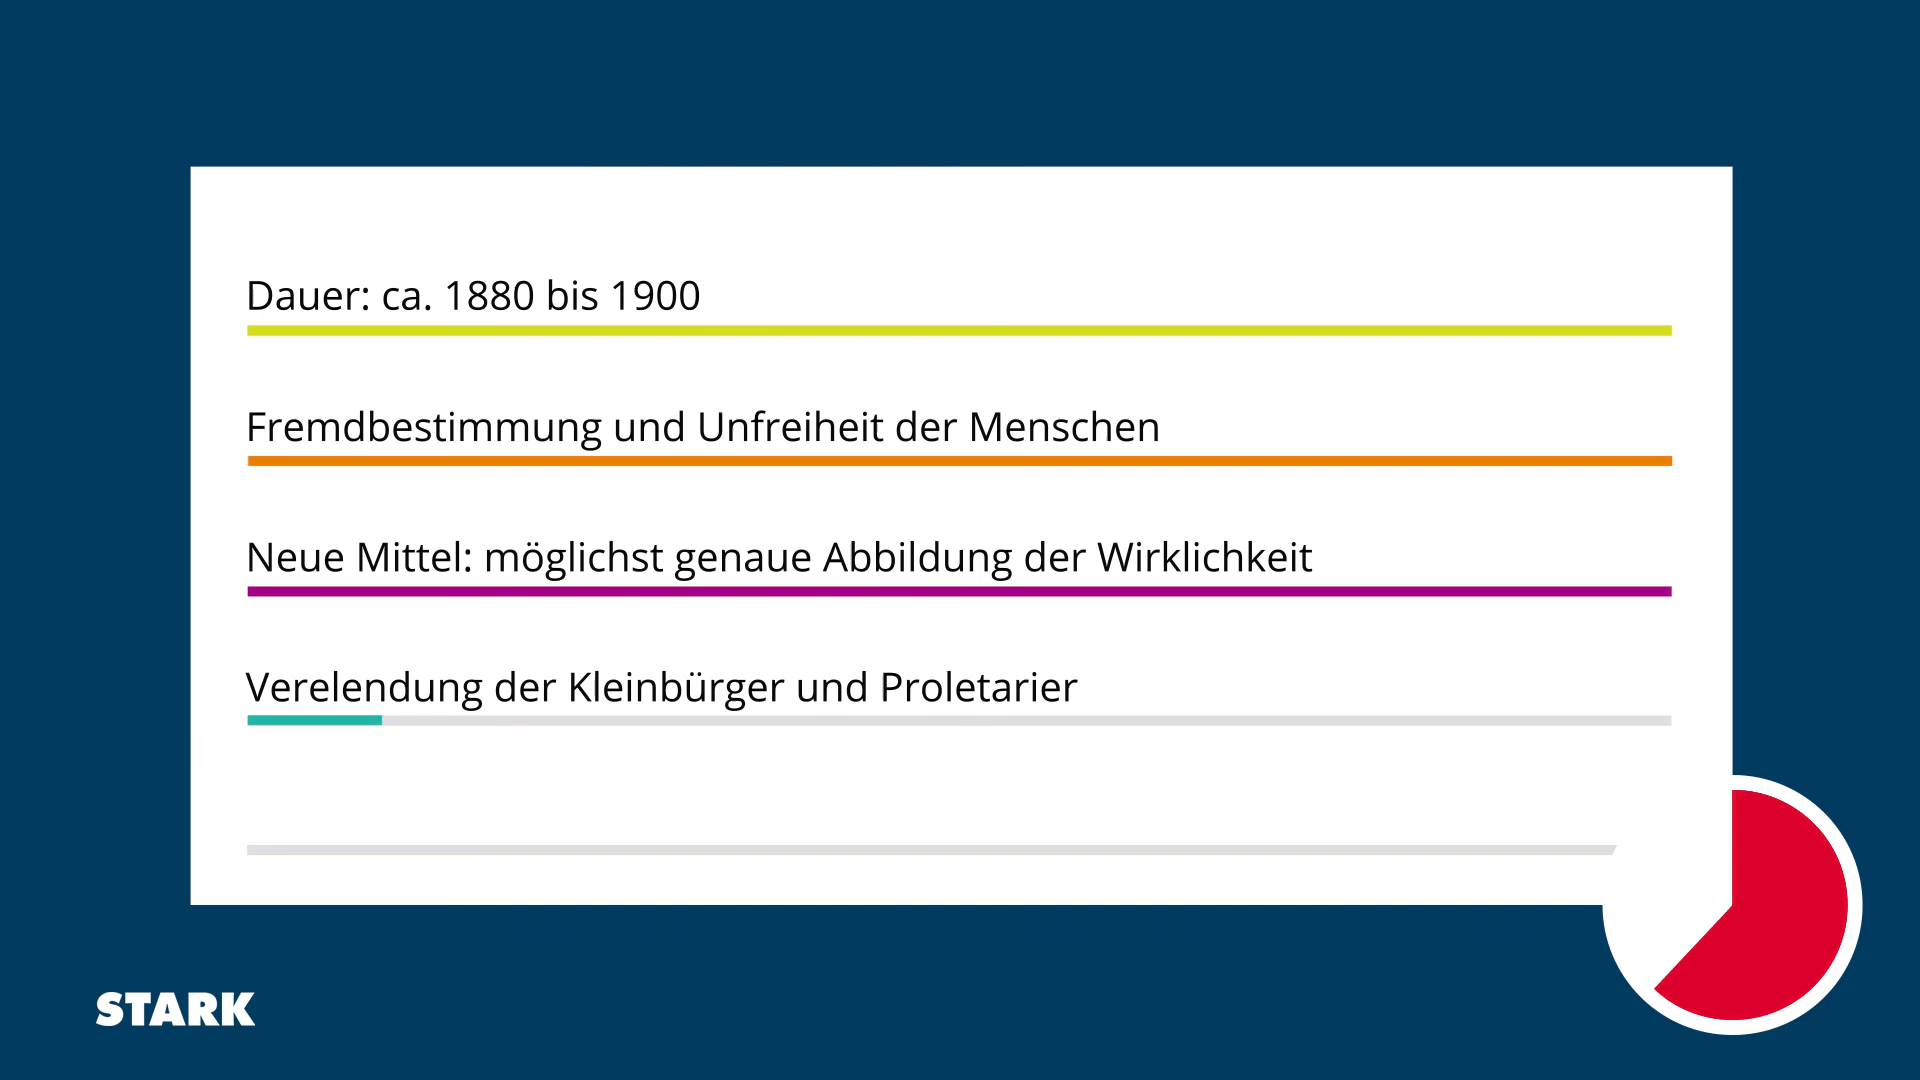 Dauer: ca. 1880 bis 1900
Fremdbestimmung und Unfreiheit der Menschen
Neue Mittel: möglichst genaue Abbildung der Wirklichkeit
Verelendung der Kleinbürger und Proletarier
STARK